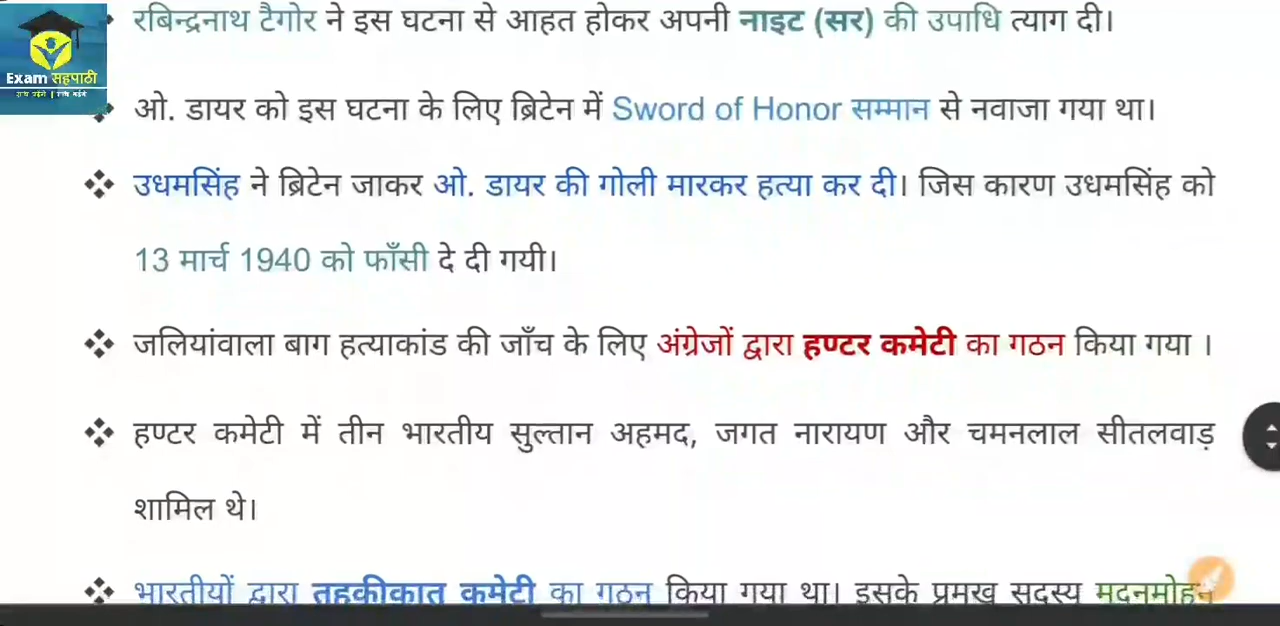 रबिन्द्रनाथ टैगोर ने इस घटना से आहत होकर अपनी नाइट (सर) की उपाधि त्याग दी।
Exam सहपाठी
ओ. डायर को इस घटना के लिए ब्रिटेन में Sword of Honor सम्मान से नवाजा गया था।
❖ उधमसिंह ने ब्रिटेन जाकर ओ. डायर की गोली मारकर हत्या कर दी। जिस कारण उधमसिंह को
13 मार्च 1940 को फाँसी दे दी गयी।
❖ जलियांवाला बाग हत्याकांड की जाँच के लिए अंग्रेजों द्वारा हण्टर कमेटी का गठन किया गया ।
❖ हण्टर कमेटी में तीन भारतीय सुल्तान अहमद, जगत नारायण और चमनलाल सीतलवाड़
शामिल थे।
❖ भारतीयों द्वारा तहकीकात कमेटी का गठन किया गया था। इसके प्रमुख सदस्य मदनमोहन